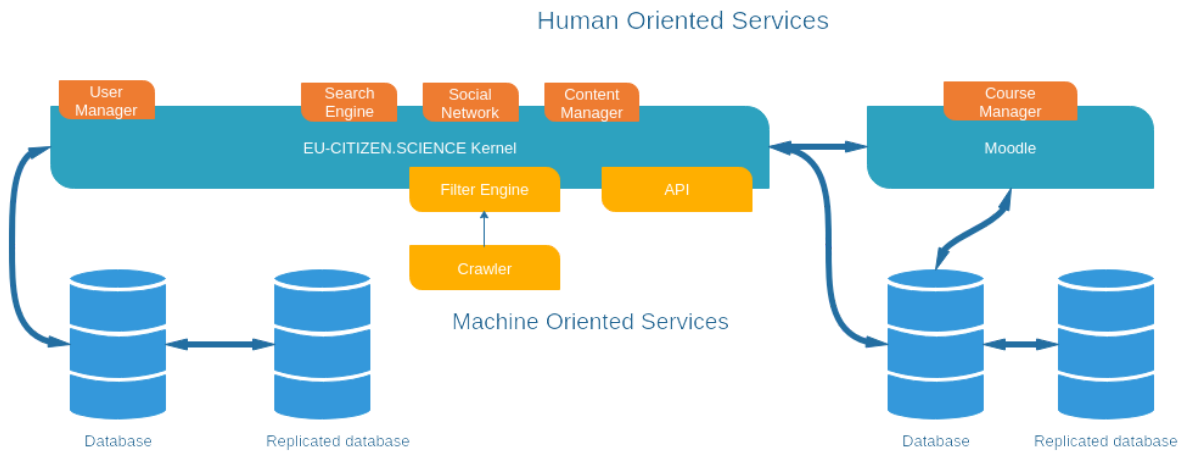 Human Oriented Services
User
Manager
Search
Engine
Social
Network
Content
Manager
Course
Manager
EU-CITIZEN.SCIENCE Kernel
Moodle
Filter Engine
API
Crawler
Machine Oriented Services
Database
Replicated database
Database
Replicated database